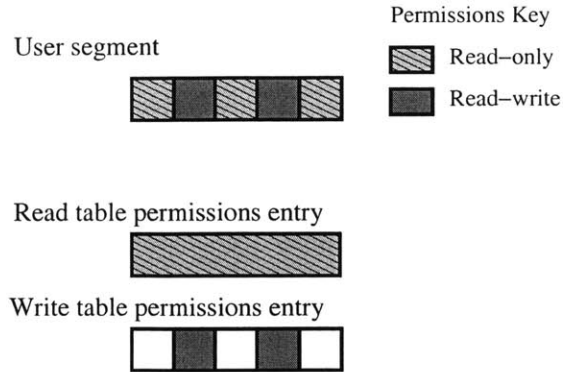 Permissions Key
User segment
Read–only
Read–write
Read table permissions entry
Write table permissions entry